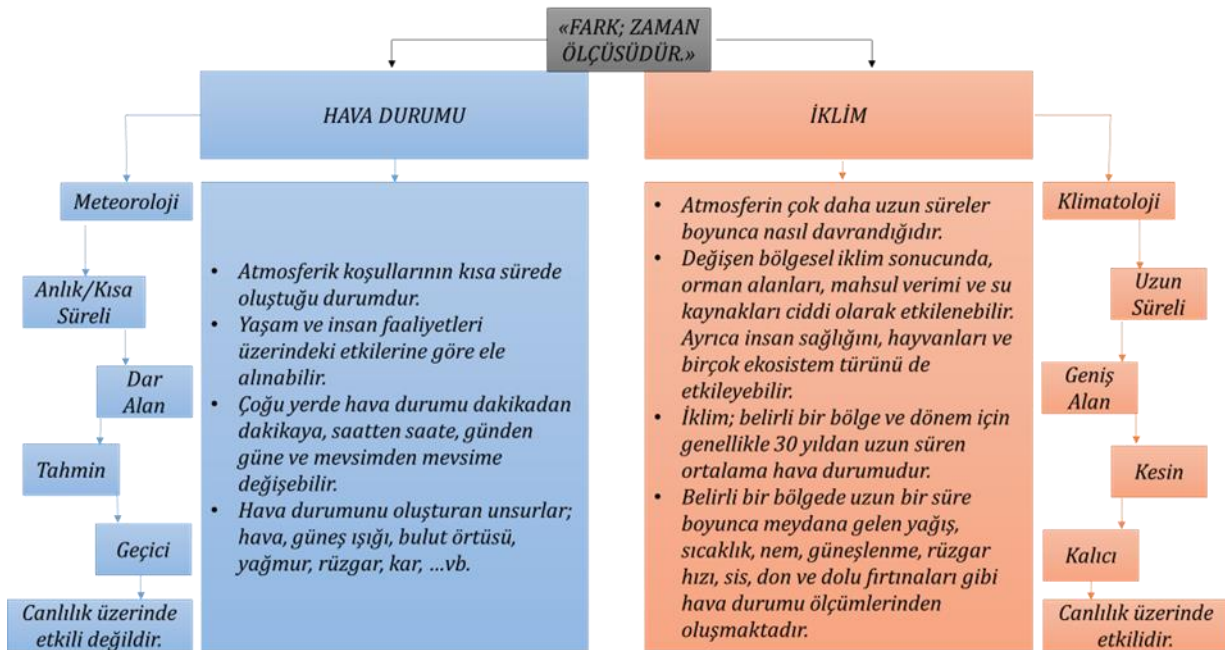 «FARK; ZAMAN
ÖLÇÜSÜDÜR.»
HAVA DURUMU
Meteoroloji
Anlık/Kısa
Süreli
Dar
Alan
Tahmin
Geçici
Canlılık üzerinde
etkili değildir.
• Atmosferik koşullarının kısa sürede
oluştuğu durumdur.
• Yaşam ve insan faaliyetleri
üzerindeki etkilerine göre ele
alınabilir.
• Çoğu yerde hava durumu dakikadan
dakikaya, saatten saate, günden
güne ve mevsimden mevsime
değişebilir.
• Hava durumunu oluşturan unsurlar;
hava, güneş ışığı, bulut örtüsü,
yağmur, rüzgar, kar, ...vb.
İKLİM
• Atmosferin çok daha uzun süreler
boyunca nasıl davrandığıdır.
• Değişen bölgesel iklim sonucunda,
orman alanları, mahsul verimi ve su
kaynakları ciddi olarak etkilenebilir.
Ayrıca insan sağlığını, hayvanları ve
birçok ekosistem türünü de
etkileyebilir.
• İklim; belirli bir bölge ve dönem için
genellikle 30 yıldan uzun süren
ortalama hava durumudur.
• Belirli bir bölgede uzun bir süre
boyunca meydana gelen yağış,
sıcaklık, nem, güneşlenme, rüzgar
hızı, sis, don ve dolu fırtınaları gibi
hava durumu ölçümlerinden
oluşmaktadır.
Klimatoloji
Uzun
Süreli
Geniş
Alan
Kesin
Kalıcı
Canlılık üzerinde
etkilidir.